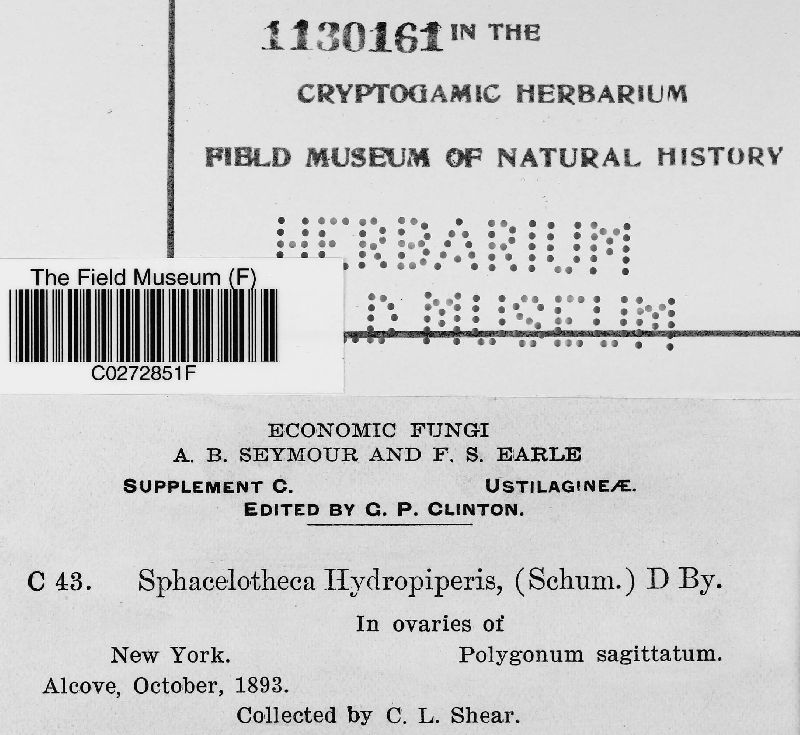 1130161 IN THE
CRYPTOGAMIC HERBARIUM
FIELD MUSEUM OF NATURAL HISTORY
HERBARIUM
D MUSEUM
The Field Museum (F)
C0272851F
ECONOMIC FUNGI
A. B. SEYMOUR AND F. S. EARLE
SUPPLEMENT C. USTILAGINEÆ.
EDITED BY G. P. CLINTON.
C 43. Sphacelotheca Hydropiperis, (Schum.) D By.
In ovaries of
New York. Polygonum sagittatum.
Alcove, October, 1893.
Collected by C. L. Shear.